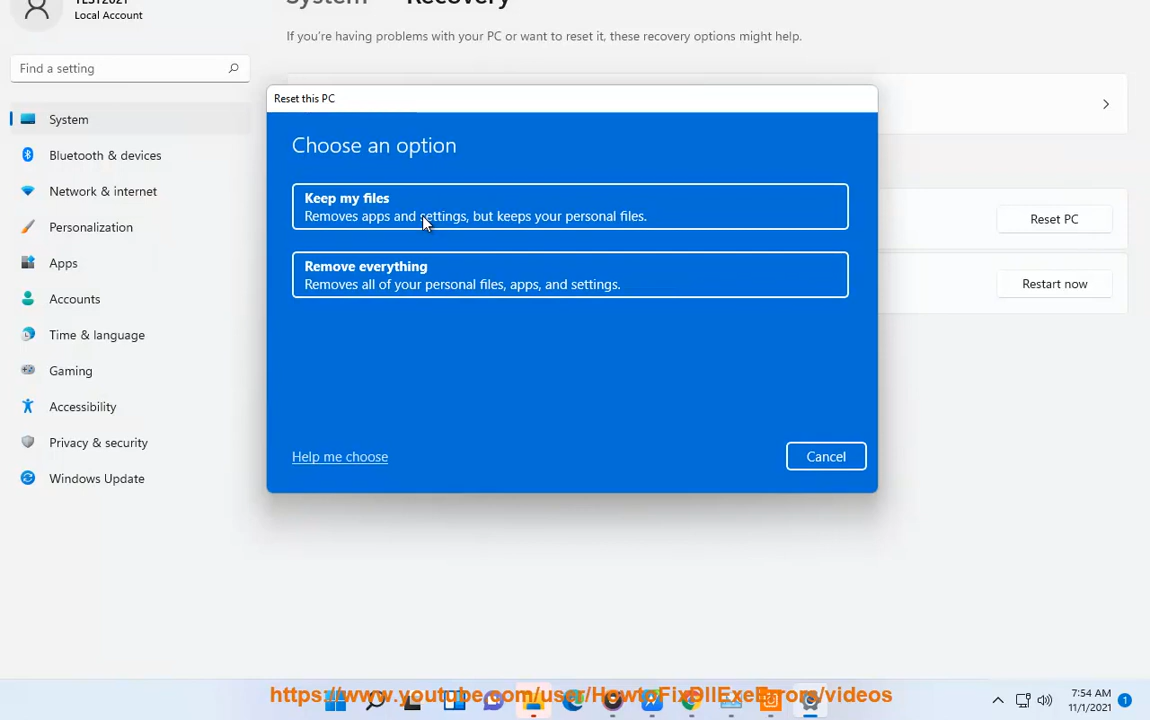 TEST2021
Local Account
System
Recovery
If you're having problems with your PC or want to reset it, these recovery options might help.
Find a setting
System
Bluetooth & devices
Network & internet
Personalization
Apps
Accounts
Time & language
Gaming
Accessibility
Privacy & security
Windows Update
Reset this PC
Choose an option
Keep my files
Removes apps and settings, but keeps your personal files.
Remove everything
Removes all of your personal files, apps, and settings.
Help me choose
Cancel
Reset PC
Restart now
https://www.youtube.com/user/HowtoFixDllExeErrors/videos
7:54 AM
11/1/2021
1